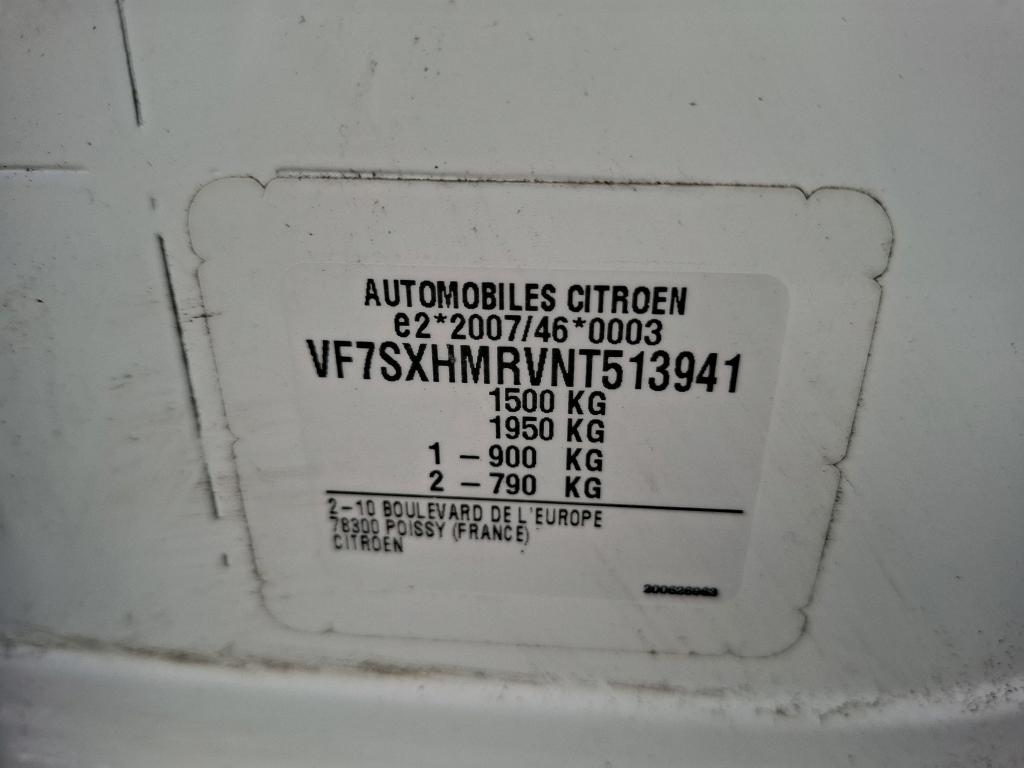 AUTOMOBILES CITROEN
e2*2007/46*0003
VF7SXHMRVNT513941
1500 KG
1950 KG
1 - 900 KG
2 - 790 KG
2-10 BOULEVARD DE L'EUROPE
78300 POISSY (FRANCE)
CITROEN
200626963